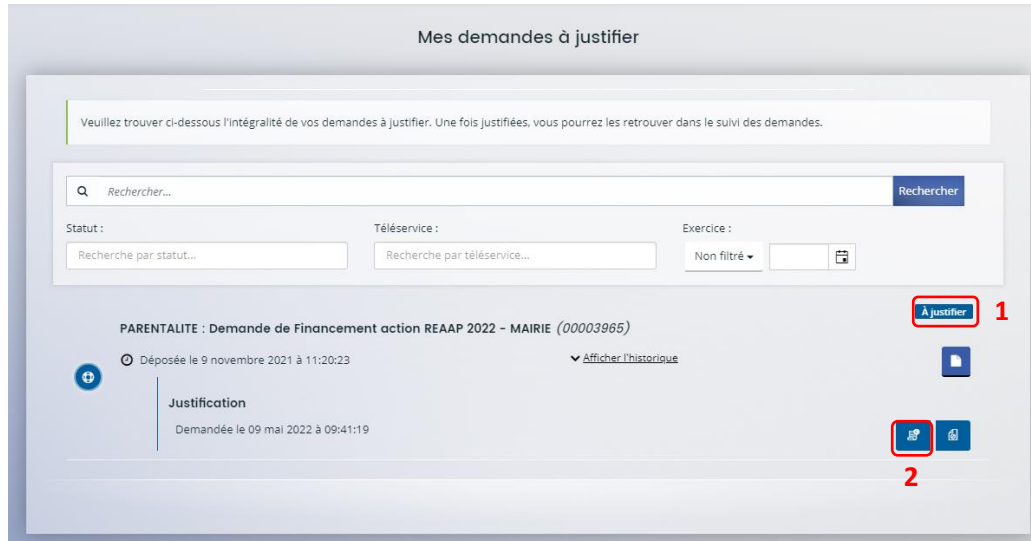 Mes demandes à justifier
Veuillez trouver ci-dessous l'intégralité de vos demandes à justifier. Une fois justifiées, vous pourrez les retrouver dans le suivi des demandes.
Rechercher... Rechercher
Statut : Téléservice : Exercice :
Recherche par statut... Recherche par téléservice... Non filtré
À justifier 1
PARENTALITE : Demande de Financement action REAAP 2022 - MAIRIE (00003965)
Déposée le 9 novembre 2021 à 11:20:23 Afficher l'historique
Justification
Demandée le 09 mai 2022 à 09:41:19
2